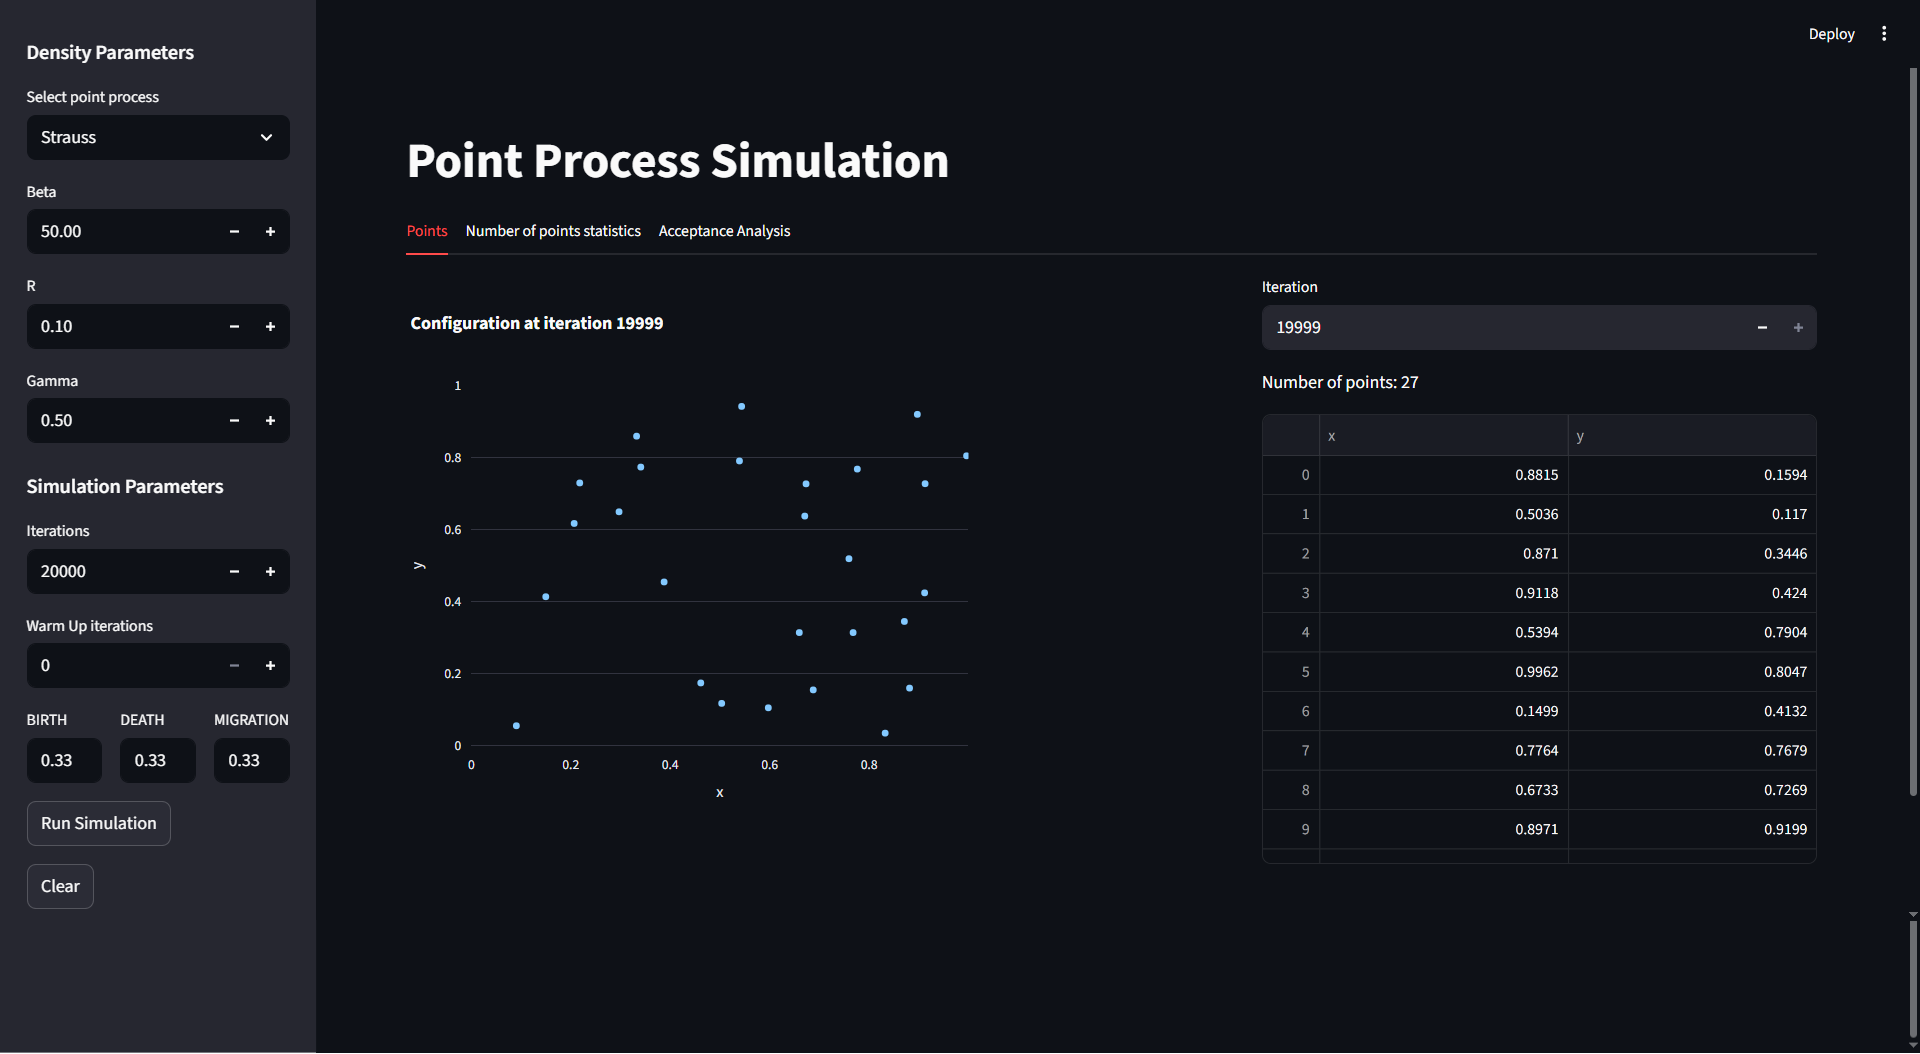 Density Parameters
Select point process
Strauss
Beta
50.00
R
0.10
Gamma
0.50
Simulation Parameters
Iterations
20000
Warm Up iterations
0
BIRTH DEATH MIGRATION
0.33 0.33 0.33
Run Simulation
Clear
Deploy
Point Process Simulation
Points Number of points statistics Acceptance Analysis
Configuration at iteration 19999
1
0.8
0.6
0.4
0.2
0
y
0 0.2 0.4 0.6 0.8
x
Iteration
19999
Number of points: 27
x y
0 0.8815 0.1594
1 0.5036 0.117
2 0.871 0.3446
3 0.9118 0.424
4 0.5394 0.7904
5 0.9962 0.8047
6 0.1499 0.4132
7 0.7764 0.7679
8 0.6733 0.7269
9 0.8971 0.9199